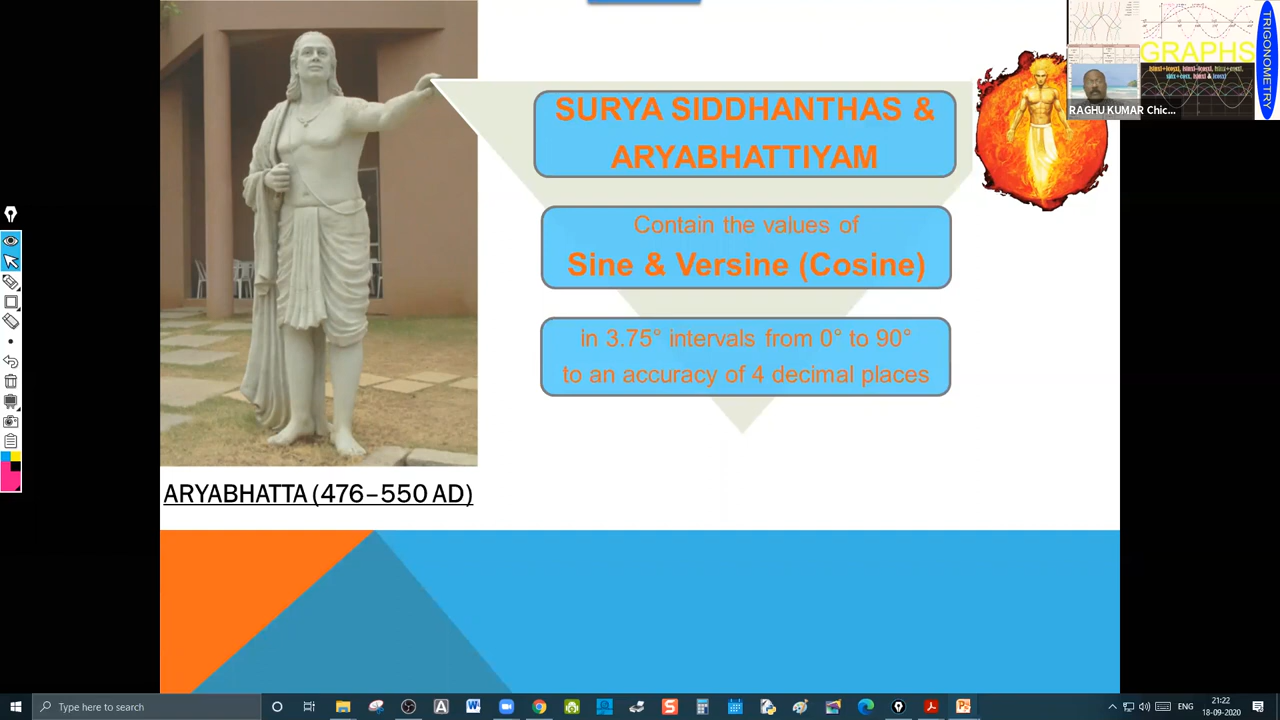 SURYA SIDDHANTHAS &
ARYABHATTIYAM
Contain the values of
Sine & Versine (Cosine)
in 3.75° intervals from 0° to 90°
to an accuracy of 4 decimal places
ARYABHATTA (476–550 AD)
GRAPHS
TRIGONOMETRY
RAGHU KUMAR Chic...
Type here to search
ENG
21:22
18-09-2020